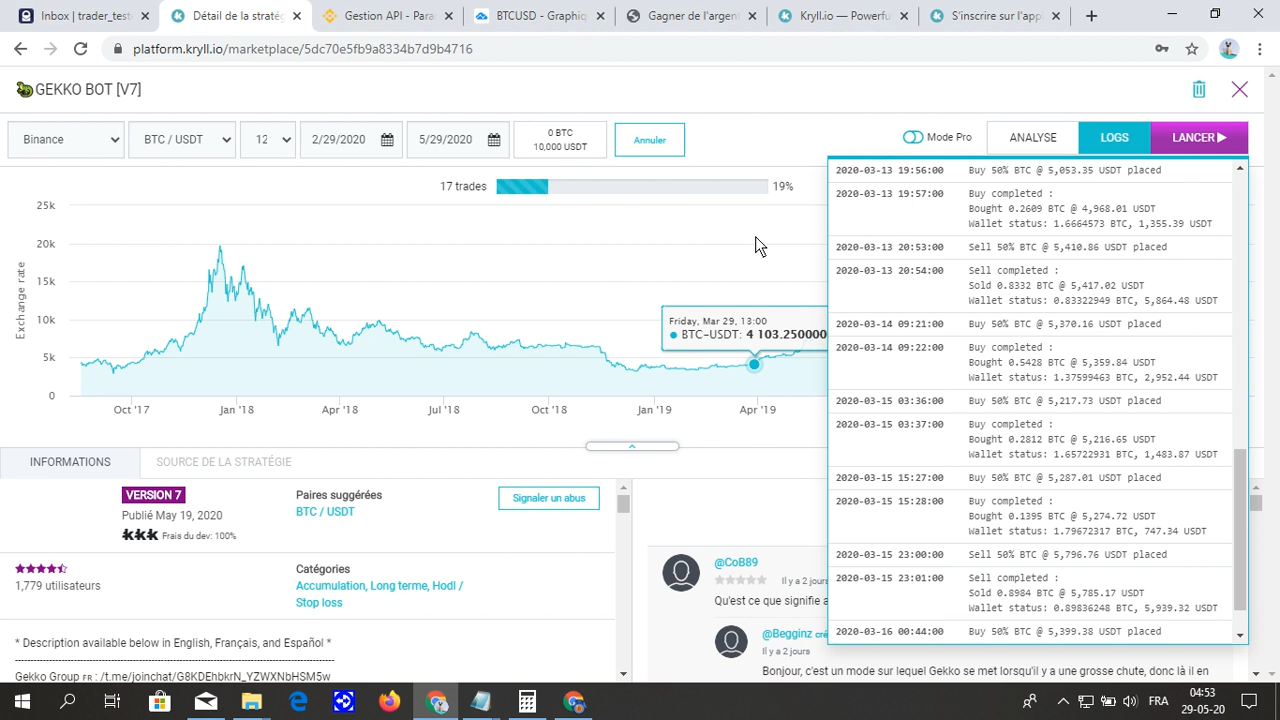 Inbox | trader_test
Détail de la straté
Gestion API - Para
BTCUSD - Graphiq
Gagner de l'argen
Kryll.io — Powerfu
S'inscrire sur l'appl
platform.kryll.io/marketplace/5dc70e5fb9a8334b7d9b4716
GEKKO BOT [V7]
Binance
BTC / USDT
12
2/29/2020
5/29/2020
0 BTC
10,000 USDT
Annuler
Mode Pro
ANALYSE
LOGS
LANCER
17 trades
19%
25k
20k
15k
10k
5k
0
Exchange rate
Friday, Mar 29, 13:00
BTC-USDT: 4 103.250000
Oct '17
Jan '18
Apr '18
Jul '18
Oct '18
Jan '19
Apr '19
2020-03-13 19:56:00 Buy 50% BTC @ 5,053.35 USDT placed
2020-03-13 19:57:00 Buy completed :
Bought 0.2609 BTC @ 4,968.01 USDT
Wallet status: 1.6664573 BTC, 1,355.39 USDT
2020-03-13 20:53:00 Sell 50% BTC @ 5,410.86 USDT placed
2020-03-13 20:54:00 Sell completed :
Sold 0.8332 BTC @ 5,417.02 USDT
Wallet status: 0.83322949 BTC, 5,864.48 USDT
2020-03-14 09:21:00 Buy 50% BTC @ 5,370.16 USDT placed
2020-03-14 09:22:00 Buy completed :
Bought 0.5428 BTC @ 5,359.84 USDT
Wallet status: 1.37599463 BTC, 2,952.44 USDT
2020-03-15 03:36:00 Buy 50% BTC @ 5,217.73 USDT placed
2020-03-15 03:37:00 Buy completed :
Bought 0.2812 BTC @ 5,216.65 USDT
Wallet status: 1.65722931 BTC, 1,483.87 USDT
2020-03-15 15:27:00 Buy 50% BTC @ 5,287.01 USDT placed
2020-03-15 15:28:00 Buy completed :
Bought 0.1395 BTC @ 5,274.72 USDT
Wallet status: 1.79672317 BTC, 747.34 USDT
2020-03-15 23:00:00 Sell 50% BTC @ 5,796.76 USDT placed
2020-03-15 23:01:00 Sell completed :
Sold 0.8984 BTC @ 5,785.17 USDT
Wallet status: 0.89836248 BTC, 5,939.32 USDT
2020-03-16 00:44:00 Buy 50% BTC @ 5,399.38 USDT placed
INFORMATIONS
SOURCE DE LA STRATÉGIE
VERSION 7
Publié May 19, 2020
Frais du dev: 100%
Paires suggérées
BTC / USDT
Signaler un abus
1,779 utilisateurs
Catégories
Accumulation, Long terme, Hodl /
Stop loss
* Description available below in English, Français, and Español *
Gekko Group FR : /t.me/joinchat/G8KDEhbkrN_YZWXNbHSM5w
@CoB89
Il y a 2 jours
Qu'est ce que signifie a
@Begginz cré
Il y a 2 jours
Bonjour, c'est un mode sur lequel Gekko se met lorsqu'il y a une grosse chute, donc là il en
FRA
04:53
29-05-20